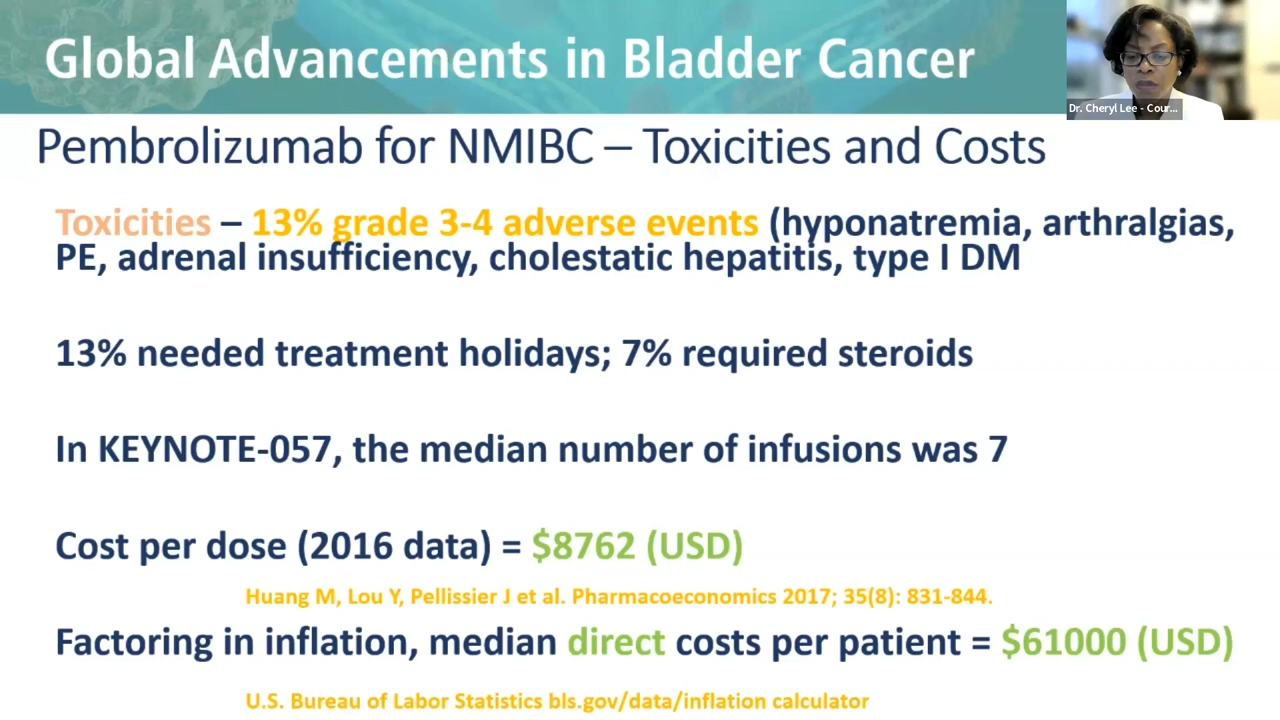 Global Advancements in Bladder Cancer
Dr. Cheryl Lee - Cour...
Pembrolizumab for NMIBC – Toxicities and Costs
Toxicities – 13% grade 3-4 adverse events (hyponatremia, arthralgias,
PE, adrenal insufficiency, cholestatic hepatitis, type I DM
13% needed treatment holidays; 7% required steroids
In KEYNOTE-057, the median number of infusions was 7
Cost per dose (2016 data) = $8762 (USD)
Huang M, Lou Y, Pellissier J et al. Pharmacoeconomics 2017; 35(8): 831-844.
Factoring in inflation, median direct costs per patient = $61000 (USD)
U.S. Bureau of Labor Statistics bls.gov/data/inflation calculator